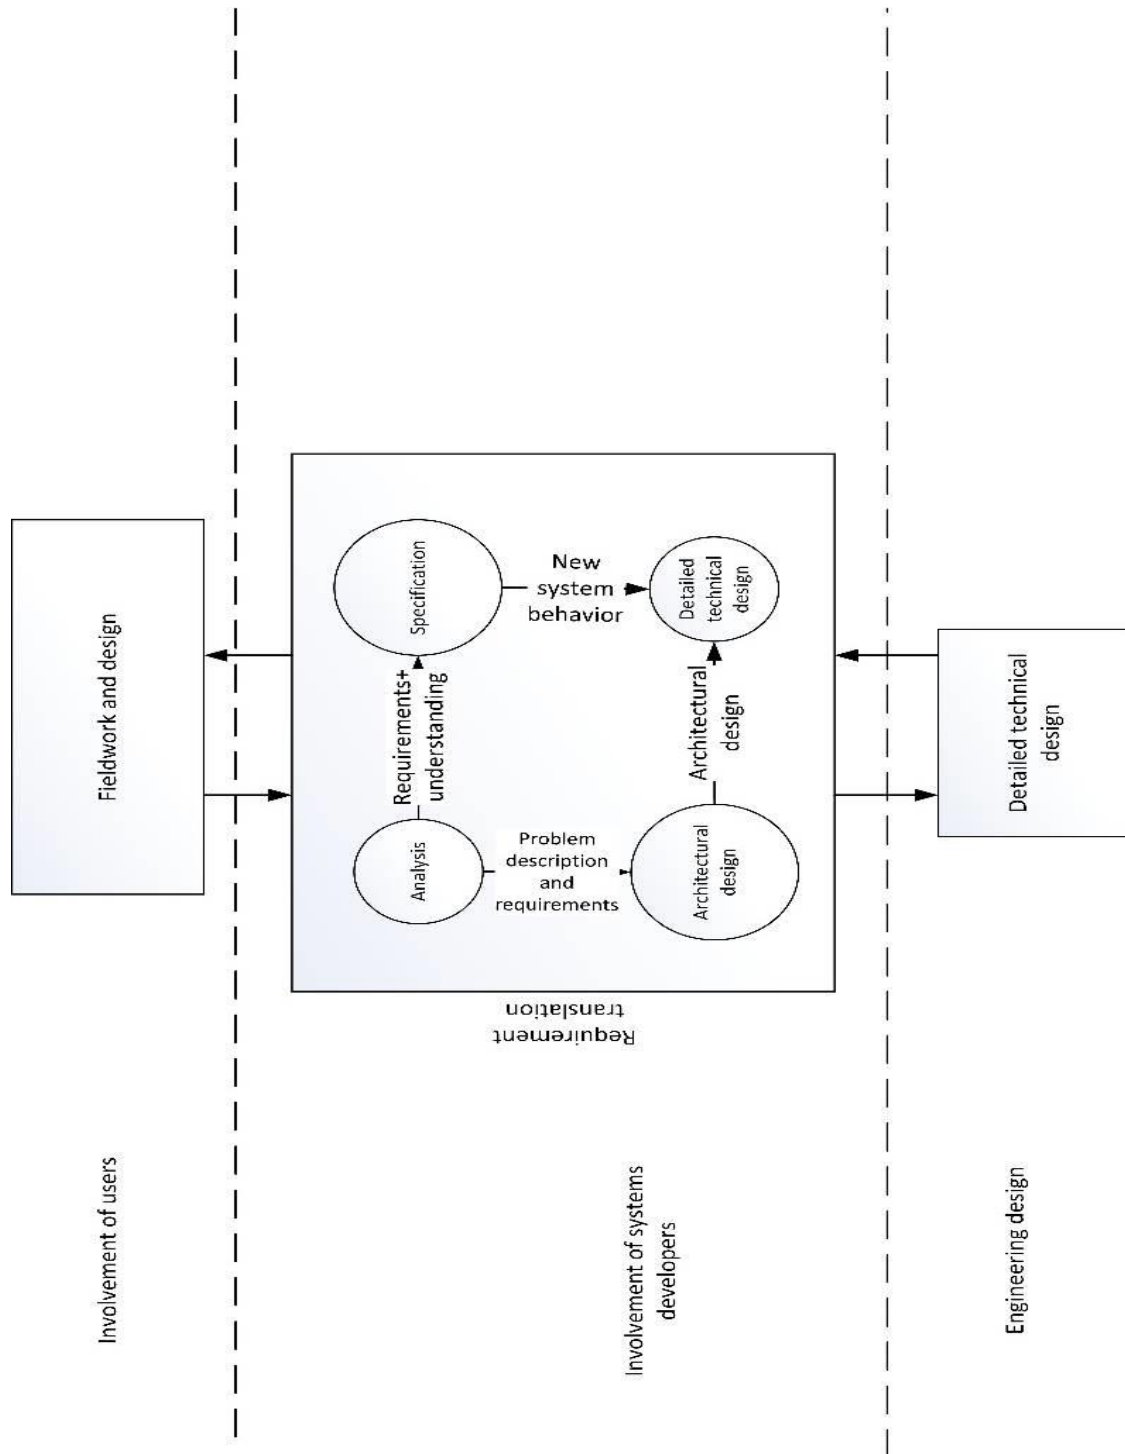 Fieldwork and design
Involvement of users
Requirement
translation
Analysis
Requirements+
understanding
Specification
Problem
description
and
requirements
New
system
behavior
Architectural
design
Architectural
design
Detailed
technical
design
Involvement of systems
developers
Detailed technical
design
Engineering design